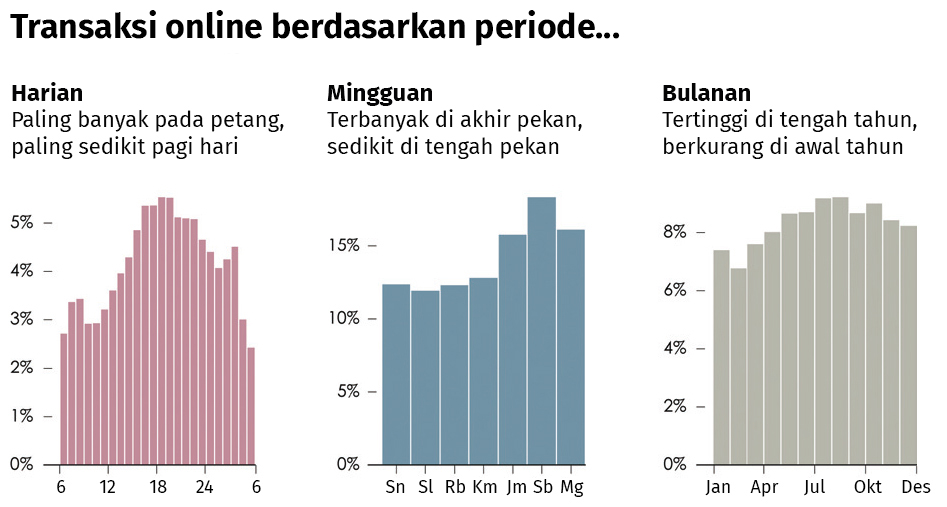 Transaksi online berdasarkan periode...
Harian
Paling banyak pada petang,
paling sedikit pagi hari
5%
4%
3%
2%
1%
0%
6 12 18 24 6
Mingguan
Terbanyak di akhir pekan,
sedikit di tengah pekan
15%
10%
5%
0%
Sn Sl Rb Km Jm Sb Mg
Bulanan
Tertinggi di tengah tahun,
berkurang di awal tahun
8%
6%
4%
2%
0%
Jan Apr Jul Okt Des